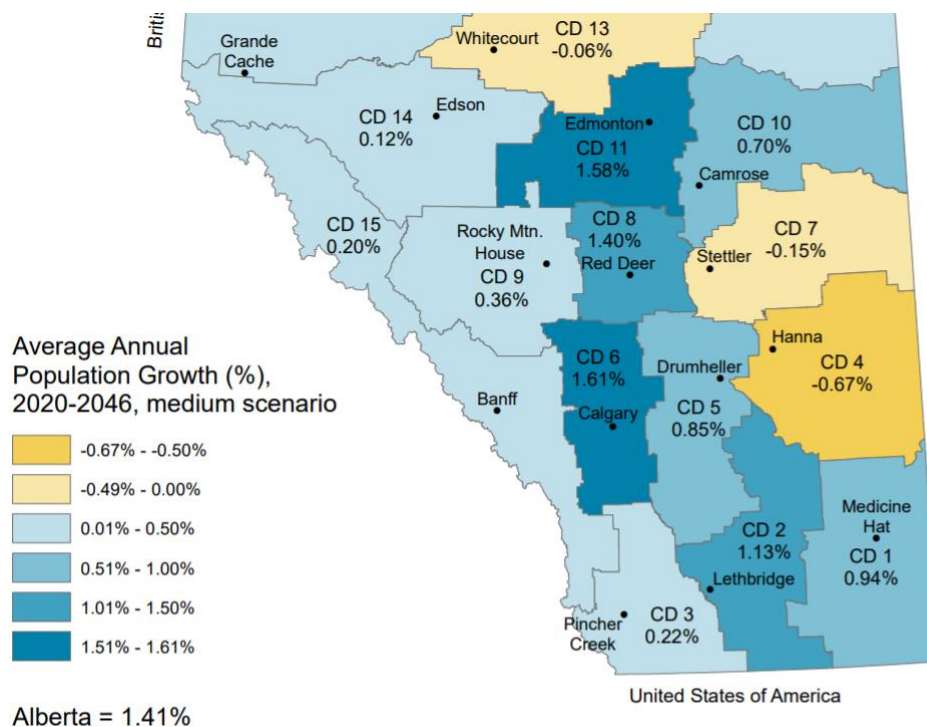 Britis
Grande
Cache
Whitecourt
CD 13
-0.06%
CD 14
0.12%
Edson
Edmonton
CD 11
1.58%
CD 10
0.70%
Camrose
CD 15
0.20%
Rocky Mtn.
House
CD 9
0.36%
CD 8
1.40%
Red Deer
CD 7
-0.15%
Stettler
Hanna
CD 4
-0.67%
CD 6
1.61%
Calgary
Drumheller
CD 5
0.85%
Banff
Medicine
Hat
CD 1
0.94%
CD 2
1.13%
Lethbridge
Pincher
Creek
CD 3
0.22%
United States of America
Average Annual
Population Growth (%),
2020-2046, medium scenario
-0.67% - -0.50%
-0.49% - 0.00%
0.01% - 0.50%
0.51% - 1.00%
1.01% - 1.50%
1.51% - 1.61%
Alberta = 1.41%